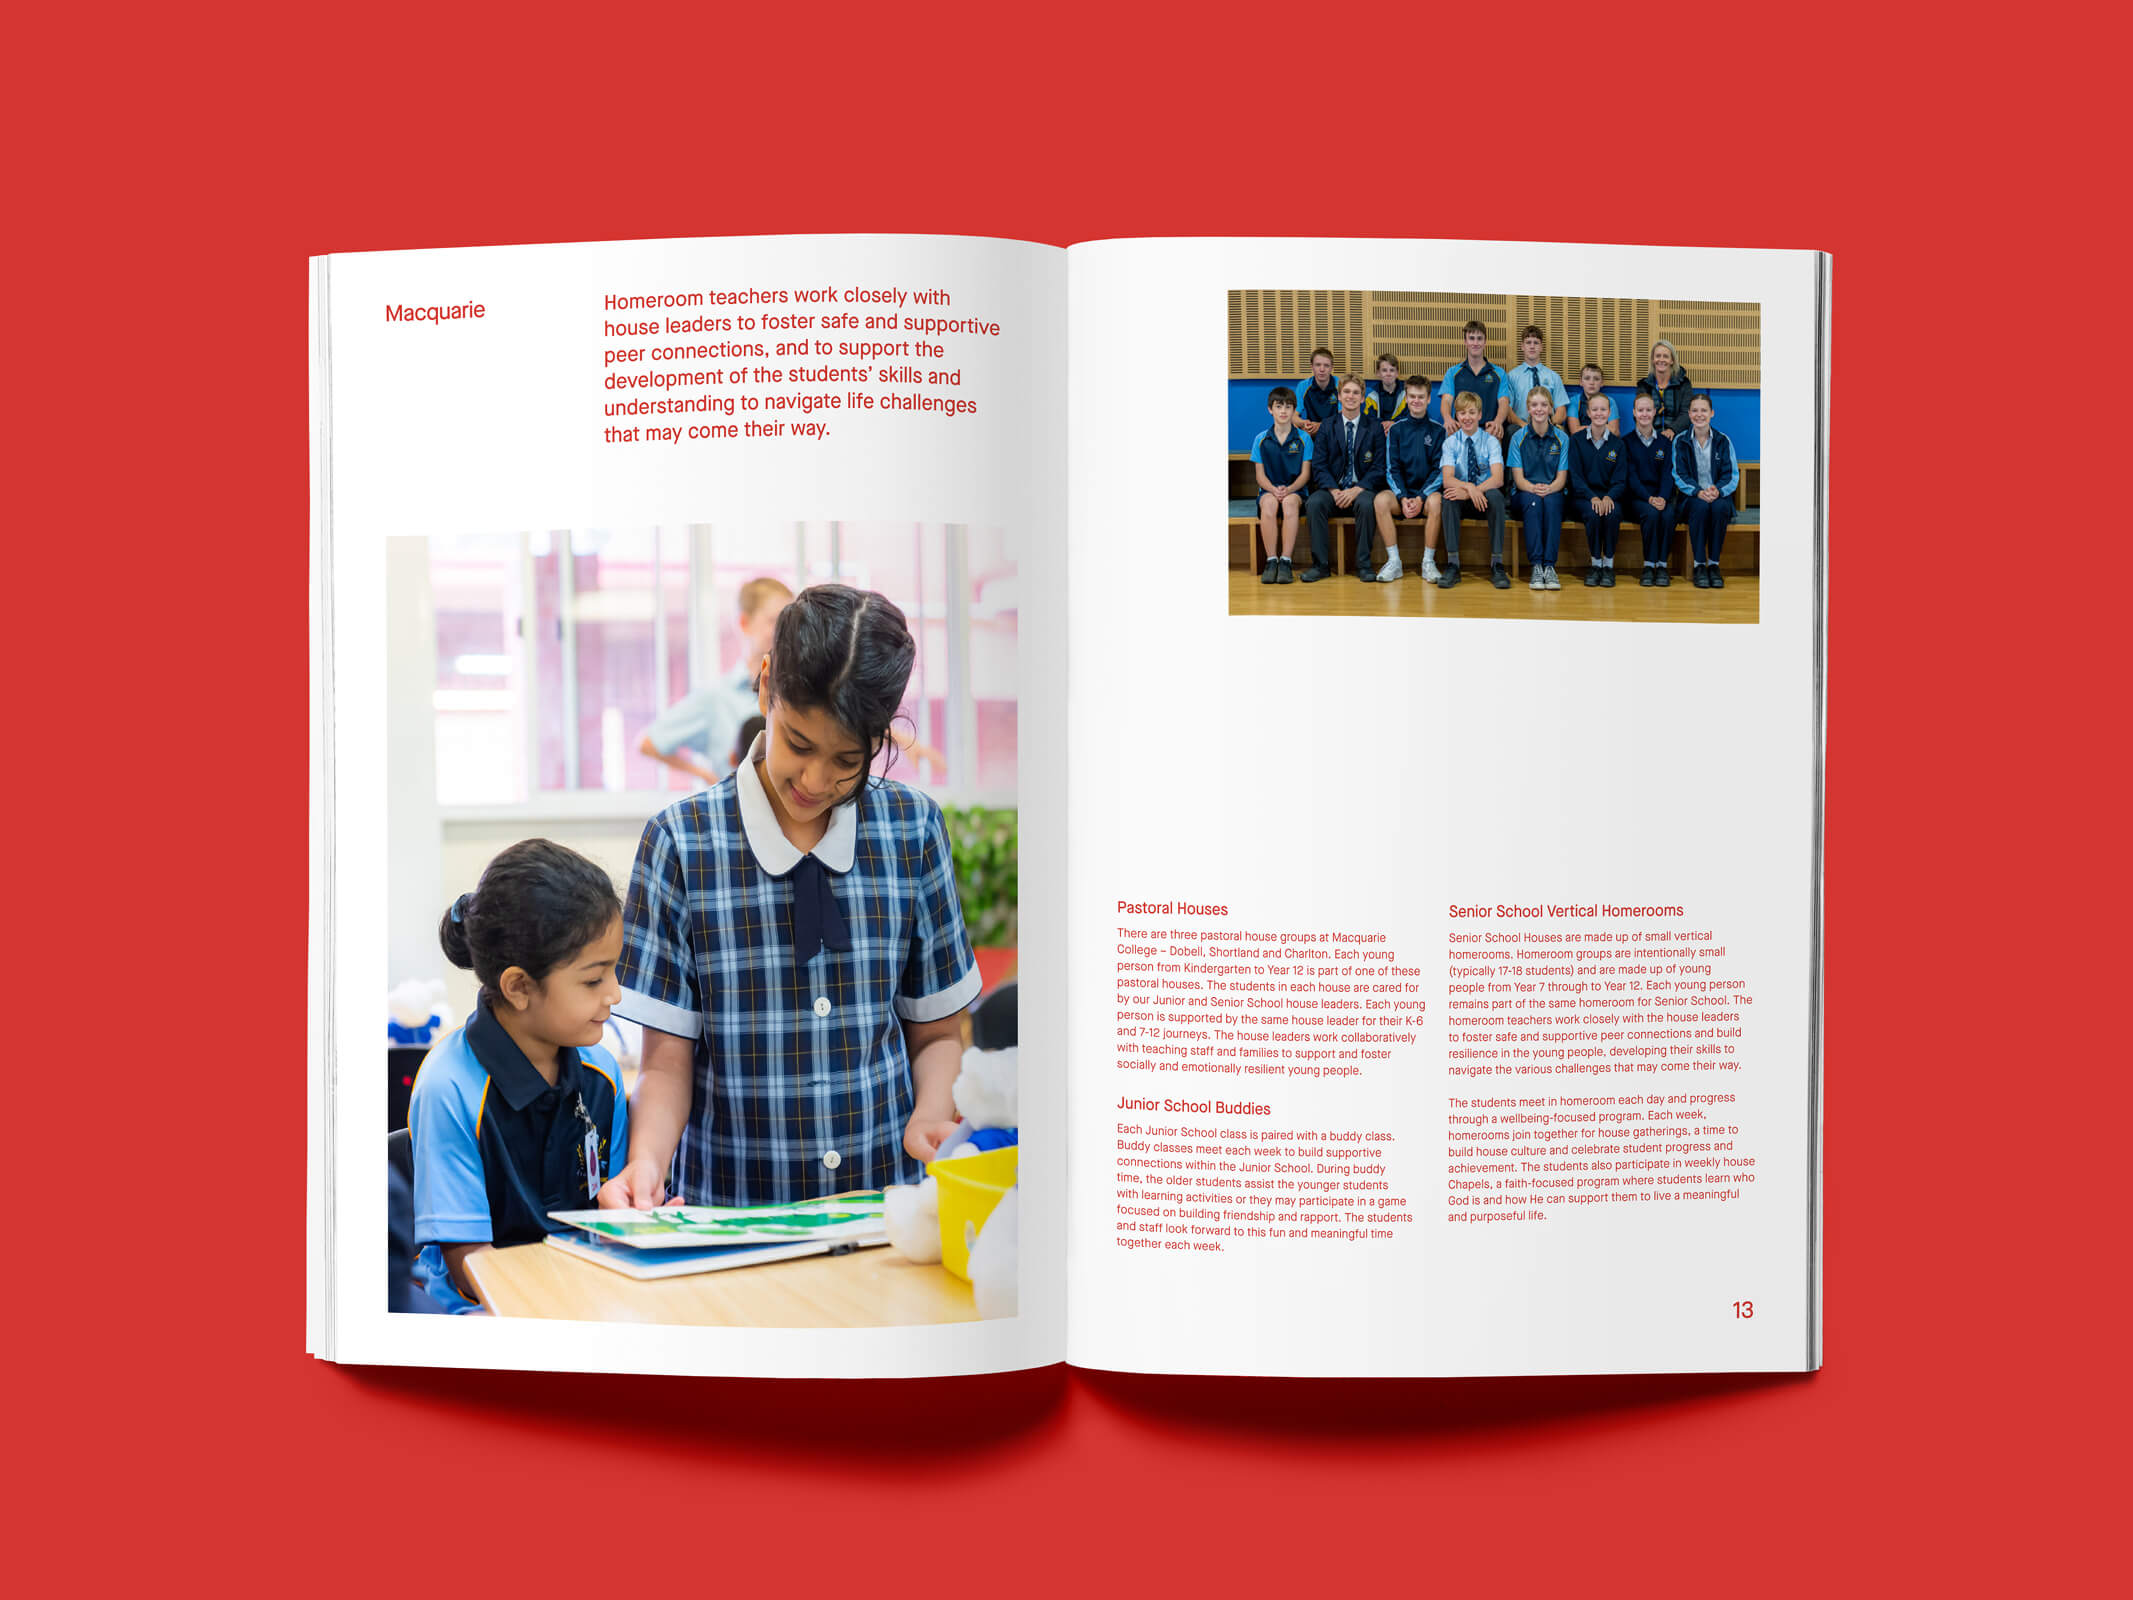 Macquarie
Homeroom teachers work closely with
house leaders to foster safe and supportive
peer connections, and to support the
development of the students’ skills and
understanding to navigate life challenges
that may come their way.
Pastoral Houses
There are three pastoral house groups at Macquarie
College – Dobell, Shortland and Charlton. Each young
person from Kindergarten to Year 12 is part of one of these
pastoral houses. The students in each house are cared for
by our Junior and Senior School house leaders. Each young
person is supported by the same house leader for their K-6
and 7-12 journeys. The house leaders work collaboratively
with teaching staff and families to support and foster
socially and emotionally resilient young people.
Junior School Buddies
Each Junior School class is paired with a buddy class.
Buddy classes meet each week to build supportive
connections within the Junior School. During buddy
time, the older students assist the younger students
with learning activities or they may participate in a game
focused on building friendship and rapport. The students
and staff look forward to this fun and meaningful time
together each week.
Senior School Vertical Homerooms
Senior School Houses are made up of small vertical
homerooms. Homeroom groups are intentionally small
(typically 17-18 students) and are made up of young
people from Year 7 through to Year 12. Each young person
remains part of the same homeroom for Senior School. The
homeroom teachers work closely with the house leaders
to foster safe and supportive peer connections and build
resilience in the young people, developing their skills to
navigate the various challenges that may come their way.
The students meet in homeroom each day and progress
through a wellbeing-focused program. Each week,
homerooms join together for house gatherings, a time to
build house culture and celebrate student progress and
achievement. The students also participate in weekly house
Chapels, a faith-focused program where students learn who
God is and how He can support them to live a meaningful
and purposeful life.
13